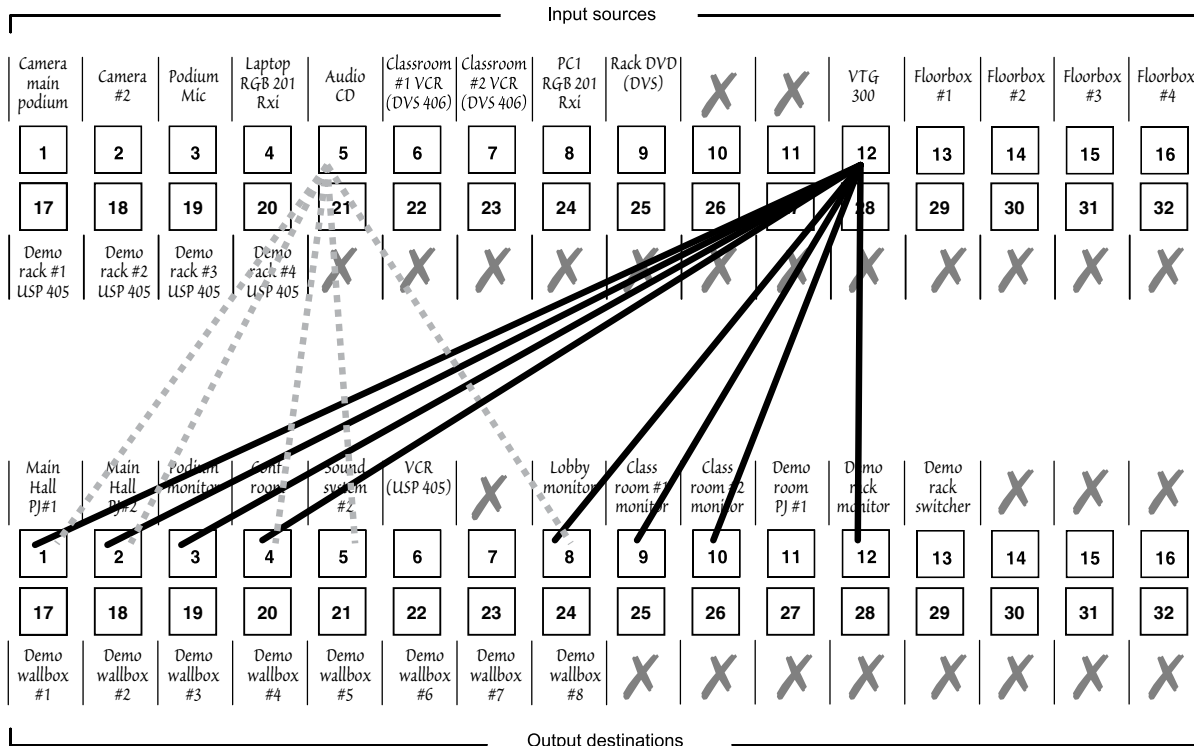 Input sources
Camera
main
podium
Camera
#2
Podium
Mic
Laptop
RGB 201
Rxi
Audio
CD
Classroom
#1 VCR
(DVS 406)
Classroom
#2 VCR
(DVS 406)
PC1
RGB 201
Rxi
Rack DVD
(DVS)
VTG
300
Floorbox
#1
Floorbox
#2
Floorbox
#3
Floorbox
#4
1 2 3 4 5 6 7 8 9 10 11 12 13 14 15 16
17 18 19 20 21 22 23 24 25 26 27 28 29 30 31 32
Demo
rack #1
USP 405
Demo
rack #2
USP 405
Demo
rack #3
USP 405
Demo
rack #4
USP 405
Main
Hall
PJ#1
Main
Hall
PJ#2
Podium
monitor
Conf
room
Sound
system
#2
VCR
(USP 405)
Lobby
monitor
Class
room #1
monitor
Class
room #2
monitor
Demo
room
PJ #1
Demo
rack
monitor
Demo
rack
switcher
1 2 3 4 5 6 7 8 9 10 11 12 13 14 15 16
17 18 19 20 21 22 23 24 25 26 27 28 29 30 31 32
Demo
wallbox
#1
Demo
wallbox
#2
Demo
wallbox
#3
Demo
wallbox
#4
Demo
wallbox
#5
Demo
wallbox
#6
Demo
wallbox
#7
Demo
wallbox
#8
Output destinations